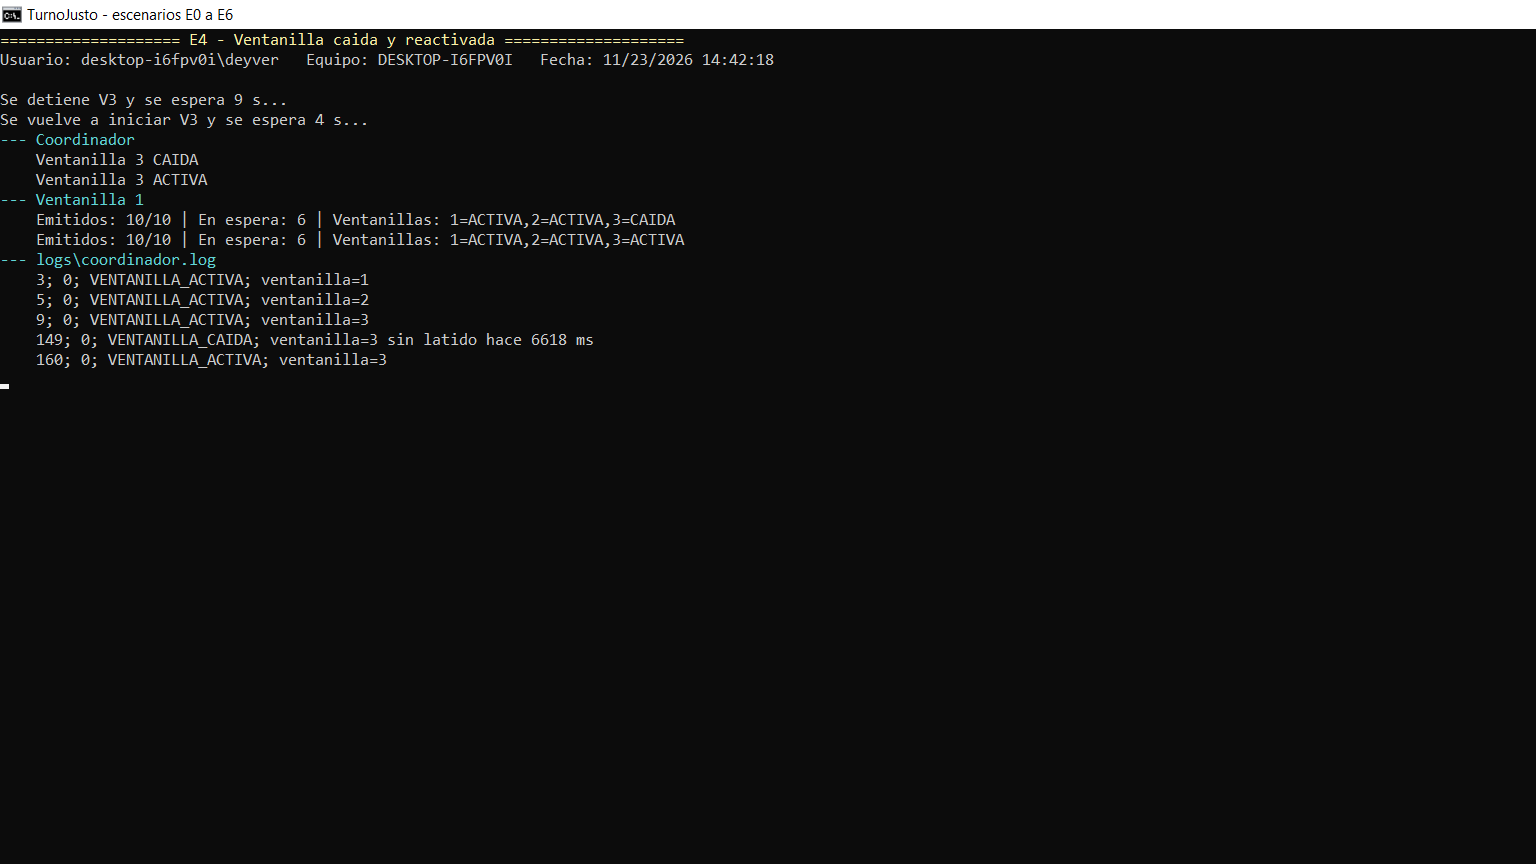 TurnoJusto - escenarios E0 a E6
==================== E4 - Ventanilla caida y reactivada ====================
Usuario: desktop-i6fpv0i\deyver   Equipo: DESKTOP-I6FPV0I   Fecha: 11/23/2026 14:42:18
Se detiene V3 y se espera 9 s...
Se vuelve a iniciar V3 y se espera 4 s...
--- Coordinador
    Ventanilla 3 CAIDA
    Ventanilla 3 ACTIVA
--- Ventanilla 1
    Emitidos: 10/10 | En espera: 6 | Ventanillas: 1=ACTIVA,2=ACTIVA,3=CAIDA
    Emitidos: 10/10 | En espera: 6 | Ventanillas: 1=ACTIVA,2=ACTIVA,3=ACTIVA
--- logs\coordinador.log
    3; 0; VENTANILLA_ACTIVA; ventanilla=1
    5; 0; VENTANILLA_ACTIVA; ventanilla=2
    9; 0; VENTANILLA_ACTIVA; ventanilla=3
    149; 0; VENTANILLA_CAIDA; ventanilla=3 sin latido hace 6618 ms
    160; 0; VENTANILLA_ACTIVA; ventanilla=3